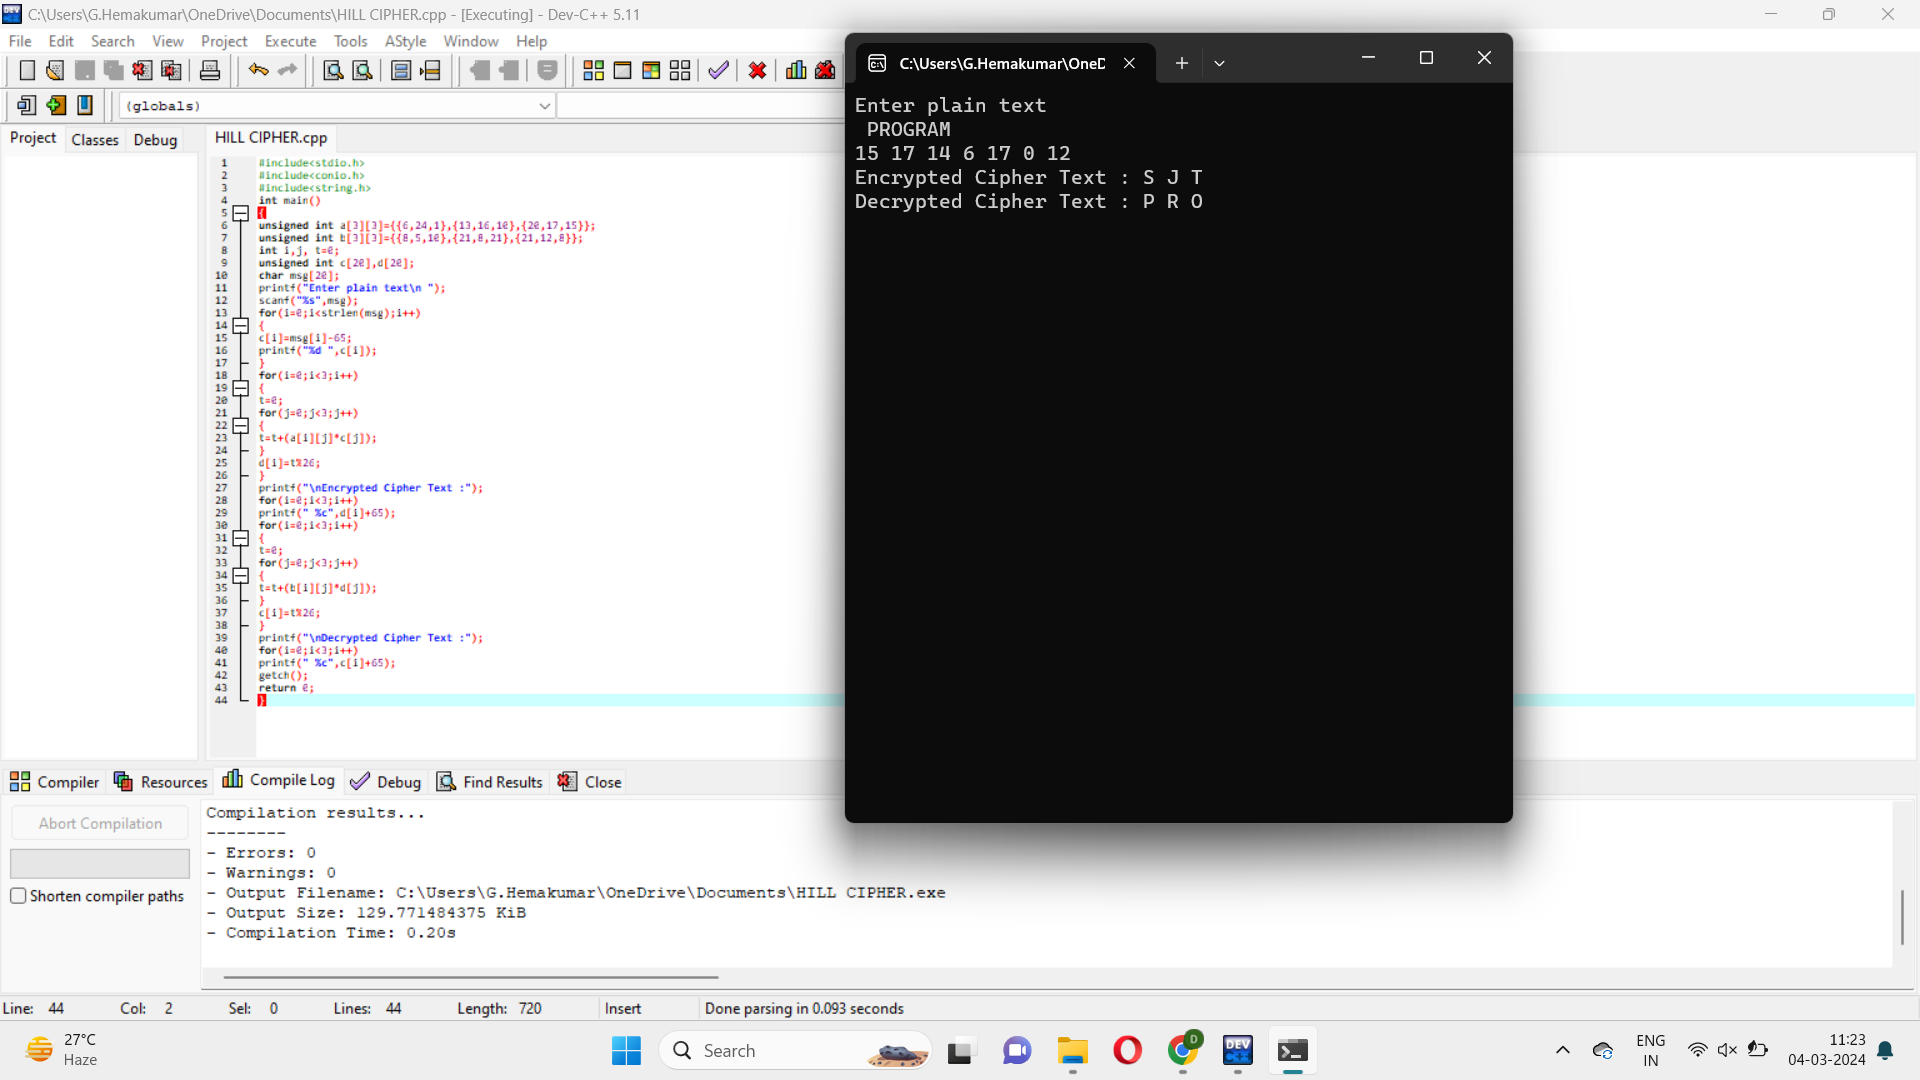 C:\Users\G.Hemakumar\OneDrive\Documents\HILL CIPHER.cpp - [Executing] - Dev-C++ 5.11
File Edit Search View Project Execute Tools AStyle Window Help
(globals)
Project Classes Debug
HILL CIPHER.cpp
1 #include<stdio.h>
2 #include<conio.h>
3 #include<string.h>
4 int main()
5 {
6 unsigned int a[3][3]={{6,24,1},{13,16,10},{20,17,15}};
7 unsigned int b[3][3]={{8,5,10},{21,8,21},{21,12,8}};
8 int i,j, t=0;
9 unsigned int c[20],d[20];
10 char msg[20];
11 printf("Enter plain text\n ");
12 scanf("%s",msg);
13 for(i=0;i<strlen(msg);i++)
14 {
15 c[i]=msg[i]-65;
16 printf("%d ",c[i]);
17 }
18 for(i=0;i<3;i++)
19 {
20 t=0;
21 for(j=0;j<3;j++)
22 {
23 t=t+(a[i][j]*c[j]);
24 }
25 d[i]=t%26;
26 }
27 printf("\nEncrypted Cipher Text :");
28 for(i=0;i<3;i++)
29 printf(" %c",d[i]+65);
30 for(i=0;i<3;i++)
31 {
32 t=0;
33 for(j=0;j<3;j++)
34 {
35 t=t+(b[i][j]*d[j]);
36 }
37 c[i]=t%26;
38 }
39 printf("\nDecrypted Cipher Text :");
40 for(i=0;i<3;i++)
41 printf(" %c",c[i]+65);
42 getch();
43 return 0;
44 }
C:\Users\G.Hemakumar\OneD
Enter plain text
PROGRAM
15 17 14 6 17 0 12
Encrypted Cipher Text : S J T
Decrypted Cipher Text : P R O
Compiler Resources Compile Log Debug Find Results Close
Abort Compilation
Shorten compiler paths
Compilation results...
--------
- Errors: 0
- Warnings: 0
- Output Filename: C:\Users\G.Hemakumar\OneDrive\Documents\HILL CIPHER.exe
- Output Size: 129.771484375 KiB
- Compilation Time: 0.20s
Line: 44 Col: 2 Sel: 0 Lines: 44 Length: 720 Insert Done parsing in 0.093 seconds
27°C
Haze
Search
D
DEV
ENG
IN
11:23
04-03-2024